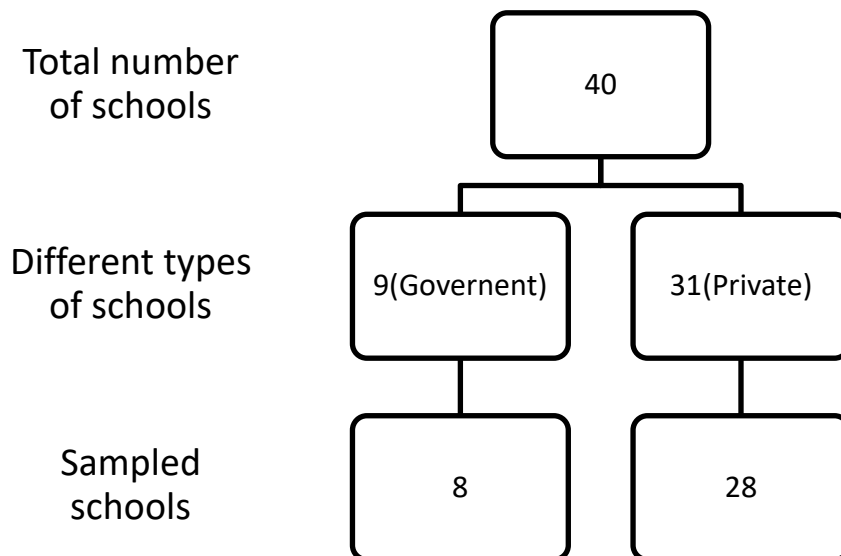 Total number
of schools
40
Different types
of schools
9(Governent)
31(Private)
Sampled
schools
8
28